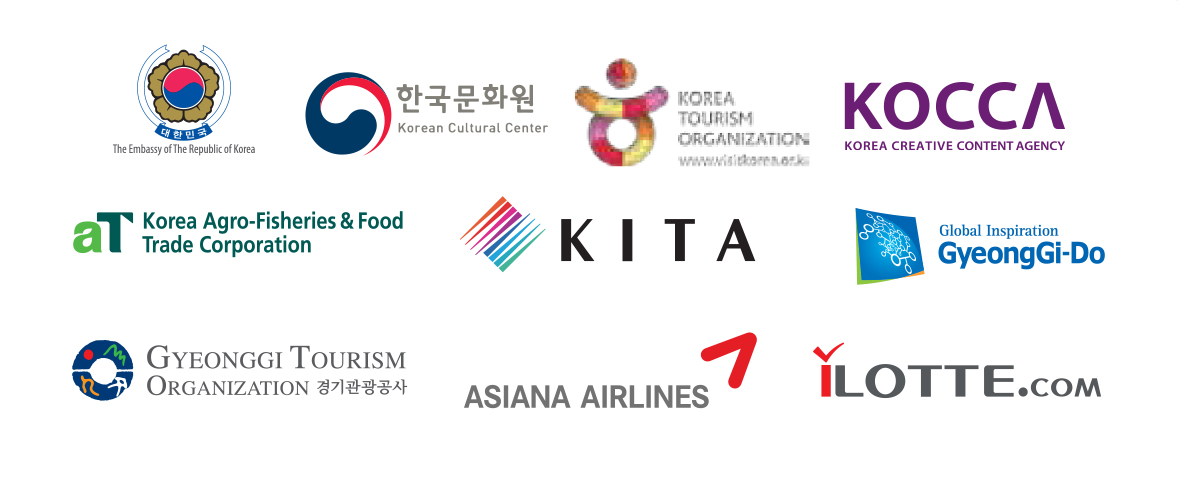 대한민국
The Embassy of The Republic of Korea
한국문화원
Korean Cultural Center
KOREA
TOURISM
ORGANIZATION
www.visitkorea.or.kr
KOCCA
KOREA CREATIVE CONTENT AGENCY
aT
Korea Agro-Fisheries & Food
Trade Corporation
KITA
Global Inspiration
GyeongGi-Do
GYEONGGI TOURISM
ORGANIZATION 경기관광공사
ASIANA AIRLINES
iLOTTE.COM